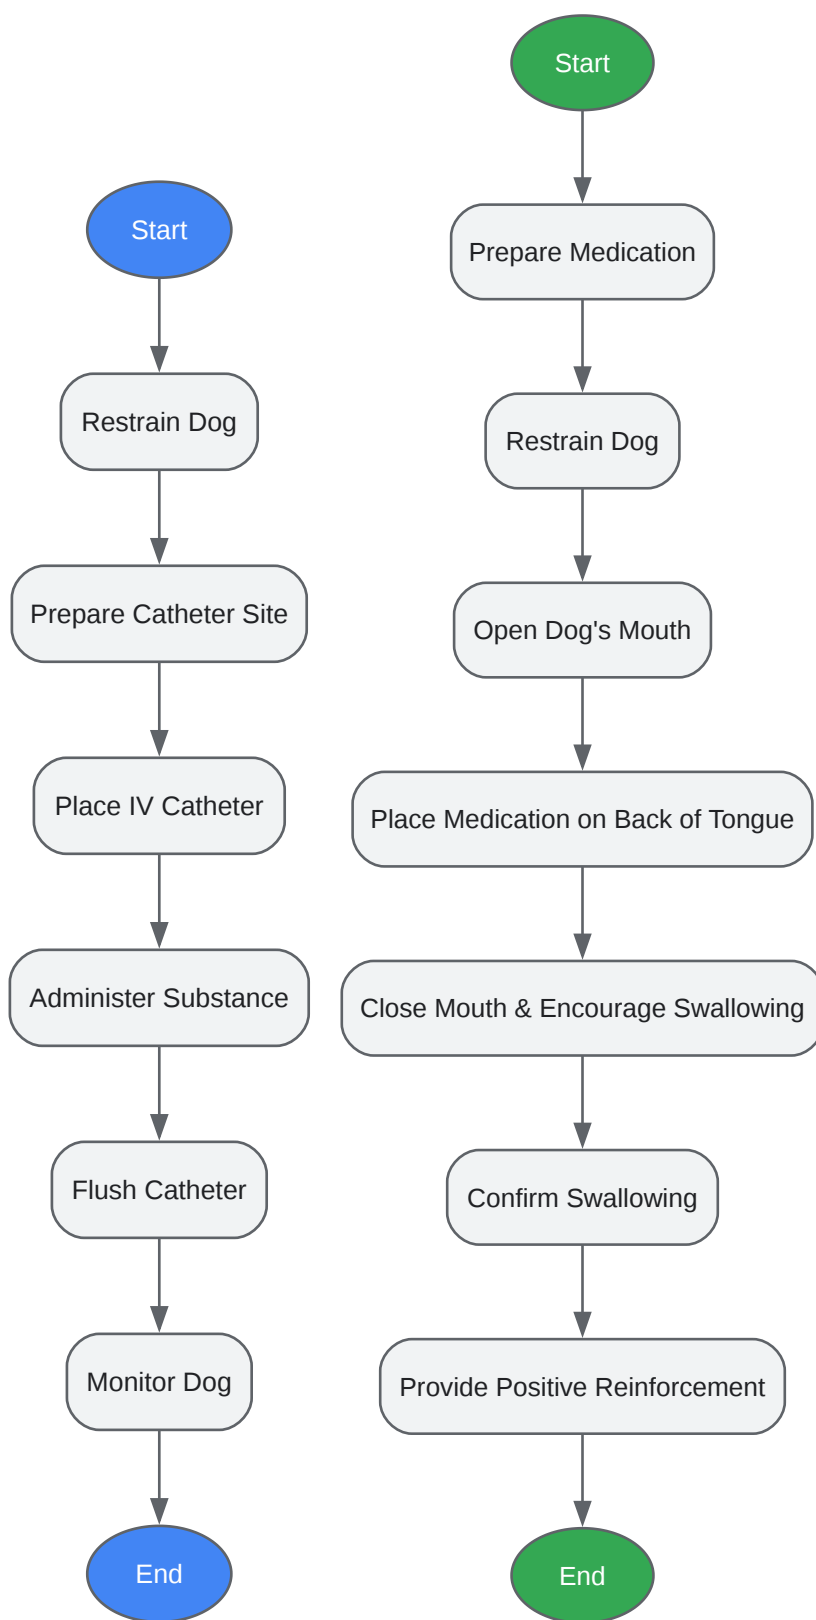 Start
Restrain Dog
Prepare Catheter Site
Place IV Catheter
Administer Substance
Flush Catheter
Monitor Dog
End
Start
Prepare Medication
Restrain Dog
Open Dog's Mouth
Place Medication on Back of Tongue
Close Mouth & Encourage Swallowing
Confirm Swallowing
Provide Positive Reinforcement
End